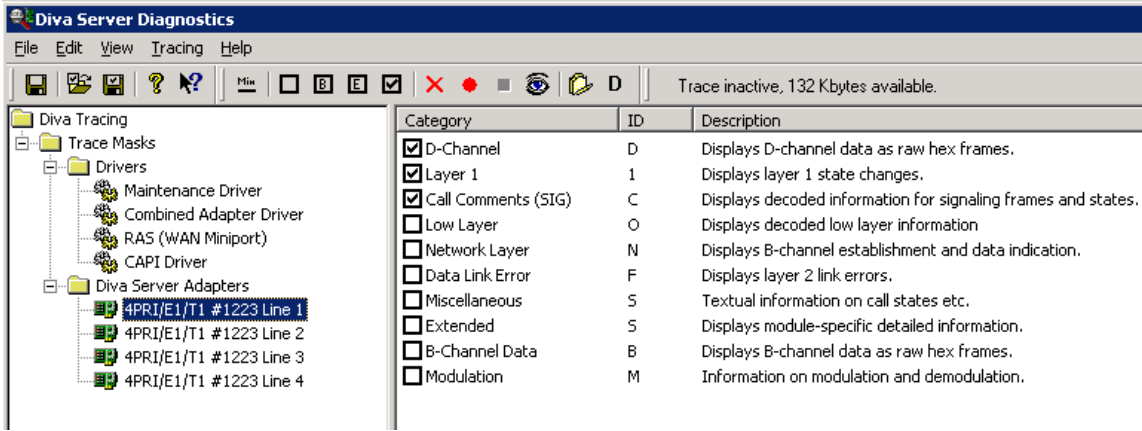 Diva Server Diagnostics
File Edit View Tracing Help
Min B E D Trace inactive, 132 Kbytes available.
Diva Tracing
Trace Masks
Drivers
Maintenance Driver
Combined Adapter Driver
RAS (WAN Miniport)
CAPI Driver
Diva Server Adapters
4PRI/E1/T1 #1223 Line 1
4PRI/E1/T1 #1223 Line 2
4PRI/E1/T1 #1223 Line 3
4PRI/E1/T1 #1223 Line 4
Category ID Description
D-Channel D Displays D-channel data as raw hex frames.
Layer 1 1 Displays layer 1 state changes.
Call Comments (SIG) C Displays decoded information for signaling frames and states.
Low Layer O Displays decoded low layer information
Network Layer N Displays B-channel establishment and data indication.
Data Link Error F Displays layer 2 link errors.
Miscellaneous S Textual information on call states etc.
Extended S Displays module-specific detailed information.
B-Channel Data B Displays B-channel data as raw hex frames.
Modulation M Information on modulation and demodulation.